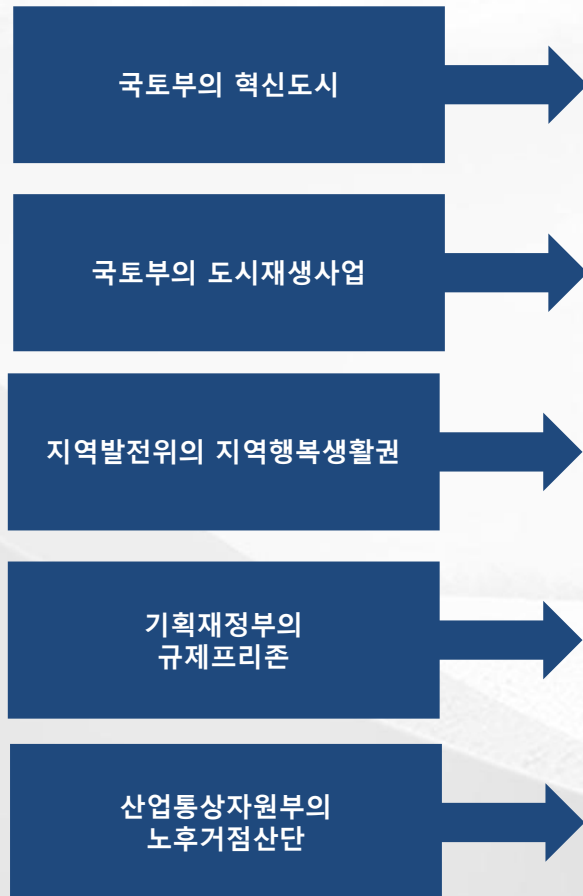 국토부의 혁신도시
국토부의 도시재생사업
지역발전위의 지역행복생활권
기획재정부의
규제프리존
산업통상자원부의
노후거점산단